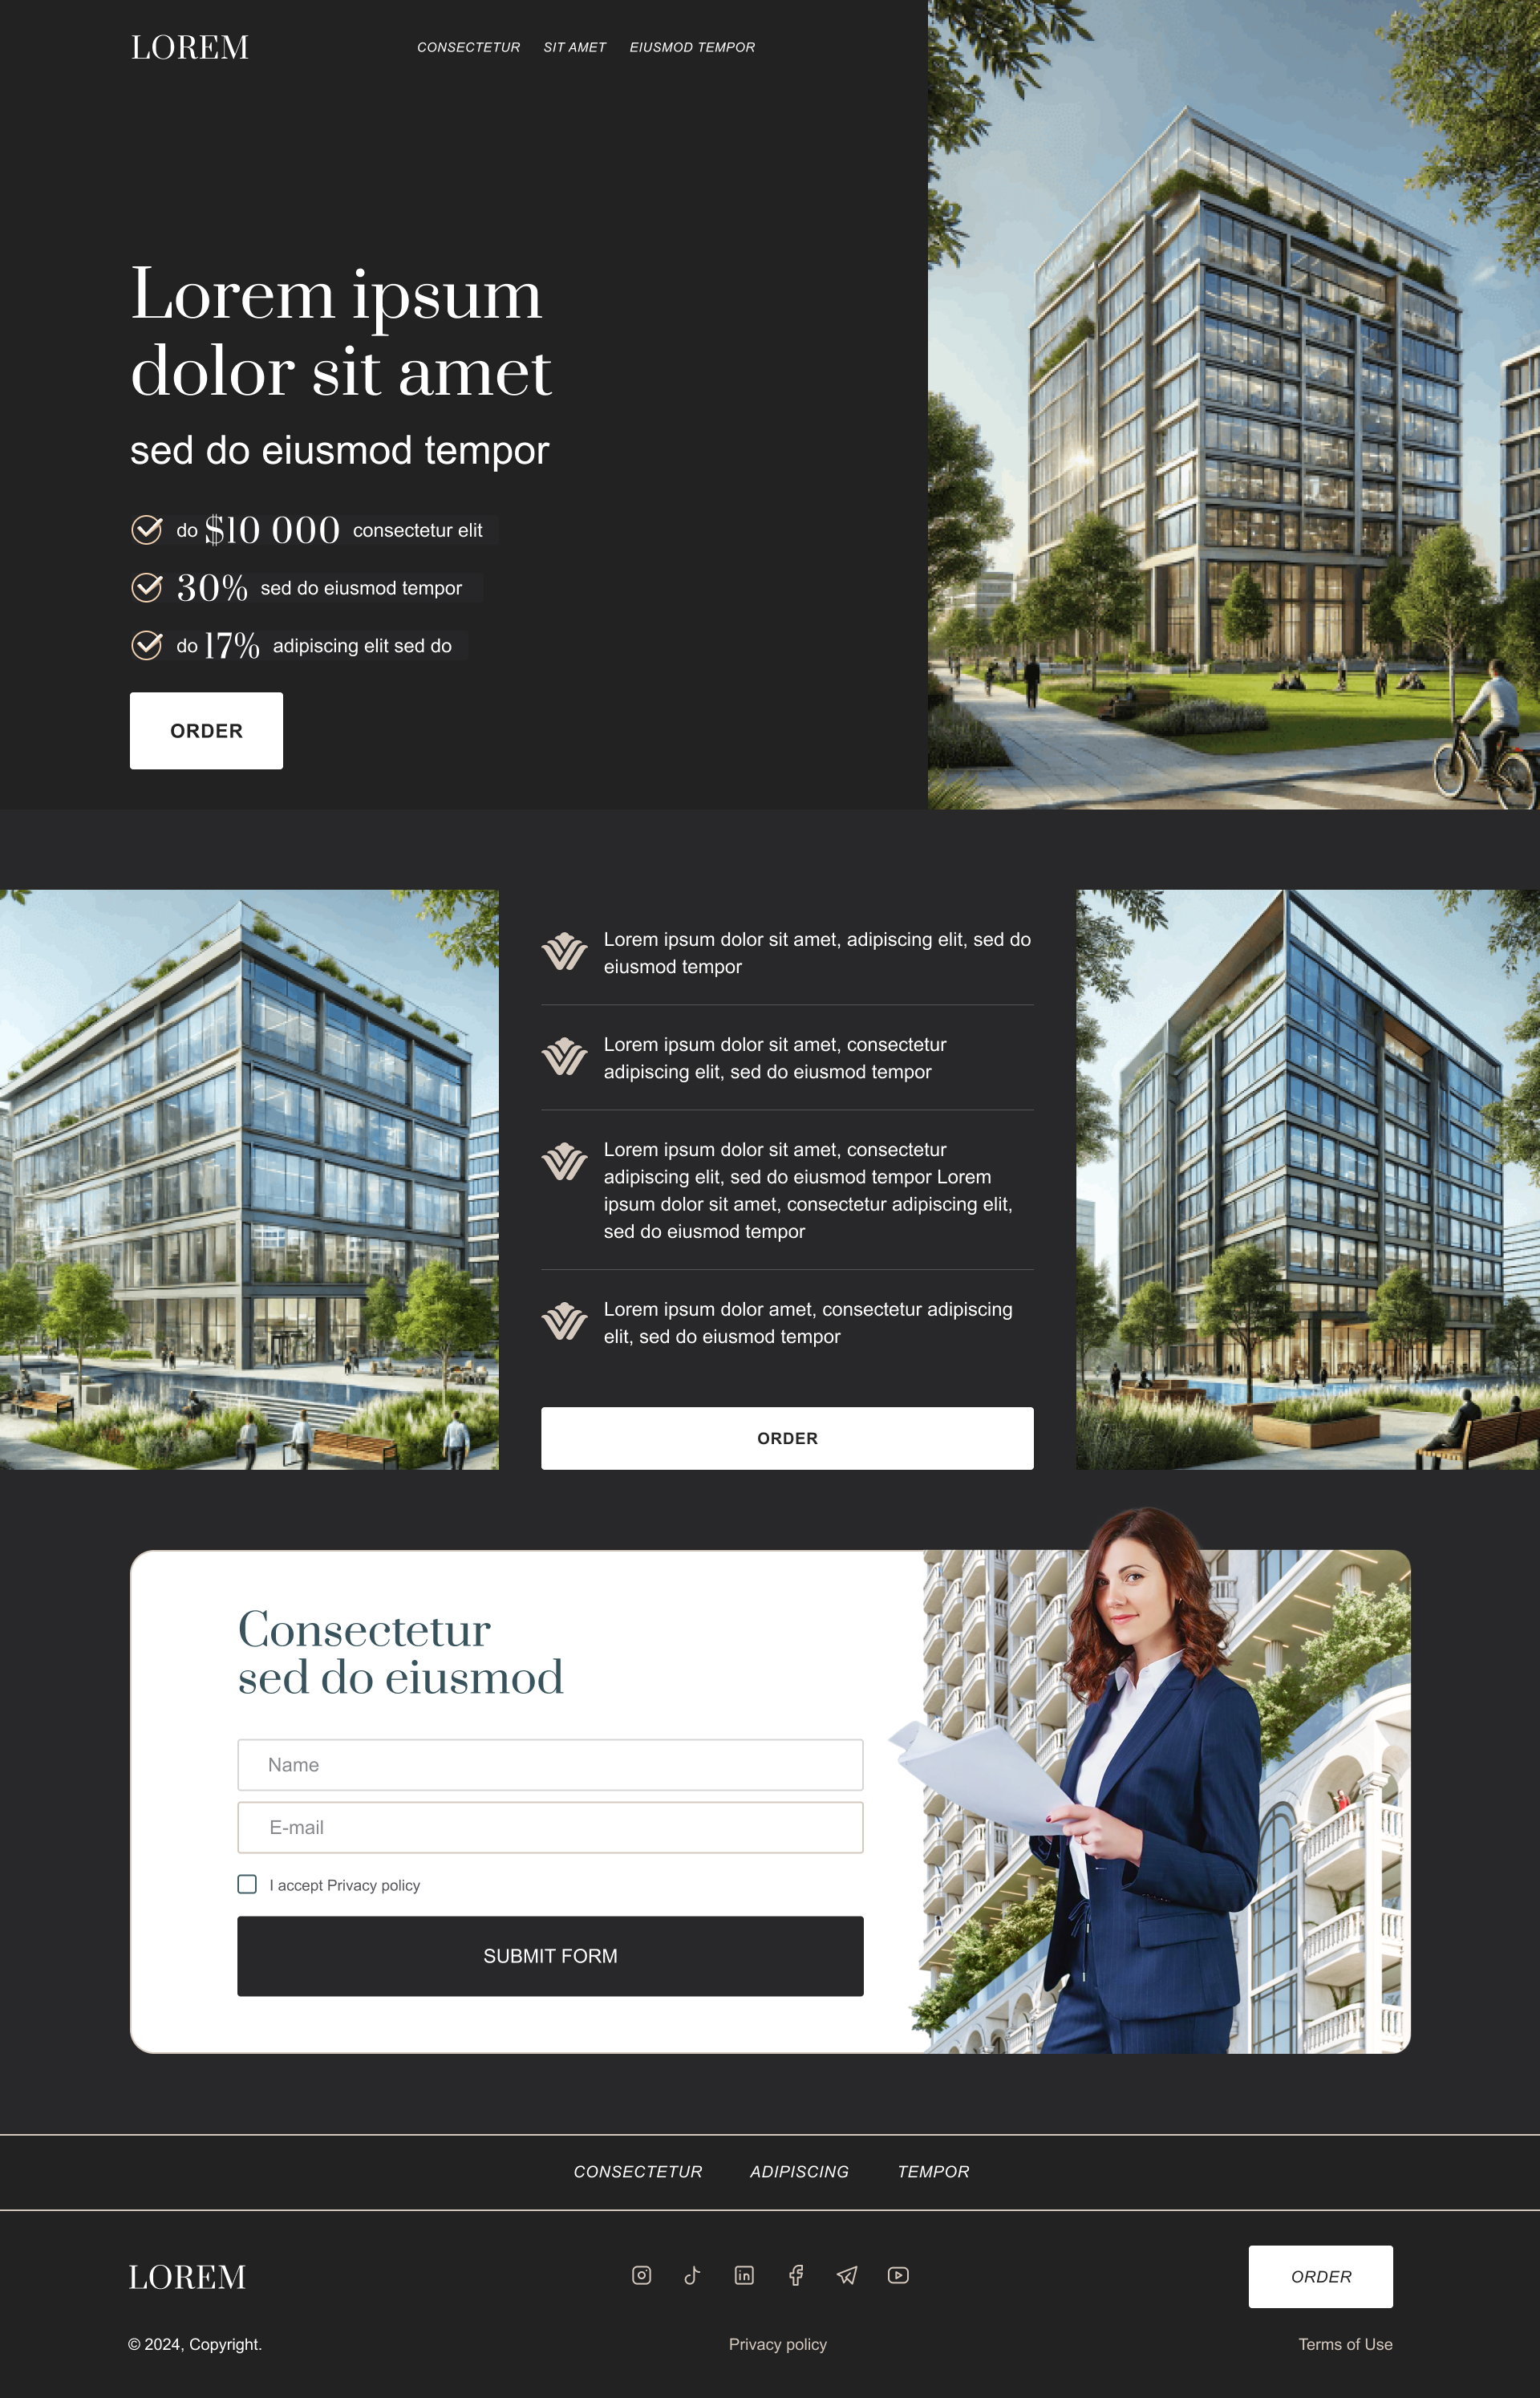 LOREM
CONSECTETUR SIT AMET EIUSMOD TEMPOR
Lorem ipsum
dolor sit amet
sed do eiusmod tempor
do $10 000 consectetur elit
30% sed do eiusmod tempor
do 17% adipiscing elit sed do
ORDER
Lorem ipsum dolor sit amet, adipiscing elit, sed do
eiusmod tempor
Lorem ipsum dolor sit amet, consectetur
adipiscing elit, sed do eiusmod tempor
Lorem ipsum dolor sit amet, consectetur
adipiscing elit, sed do eiusmod tempor Lorem
ipsum dolor sit amet, consectetur adipiscing elit,
sed do eiusmod tempor
Lorem ipsum dolor amet, consectetur adipiscing
elit, sed do eiusmod tempor
ORDER
Consectetur
sed do eiusmod
Name
E-mail
I accept Privacy policy
SUBMIT FORM
CONSECTETUR ADIPISCING TEMPOR
LOREM
ORDER
© 2024, Copyright.
Privacy policy
Terms of Use